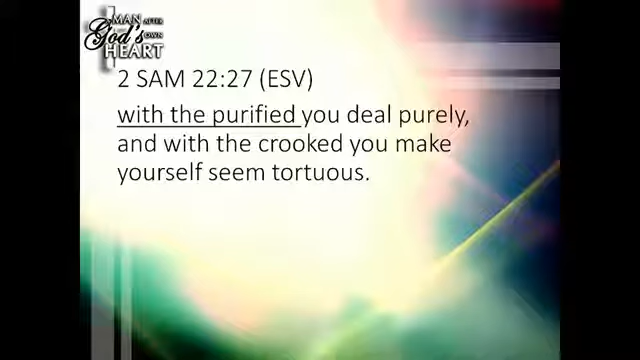 A MAN AFTER
God's OWN
HEART
2 SAM 22:27 (ESV)
with the purified you deal purely,
and with the crooked you make
yourself seem tortuous.